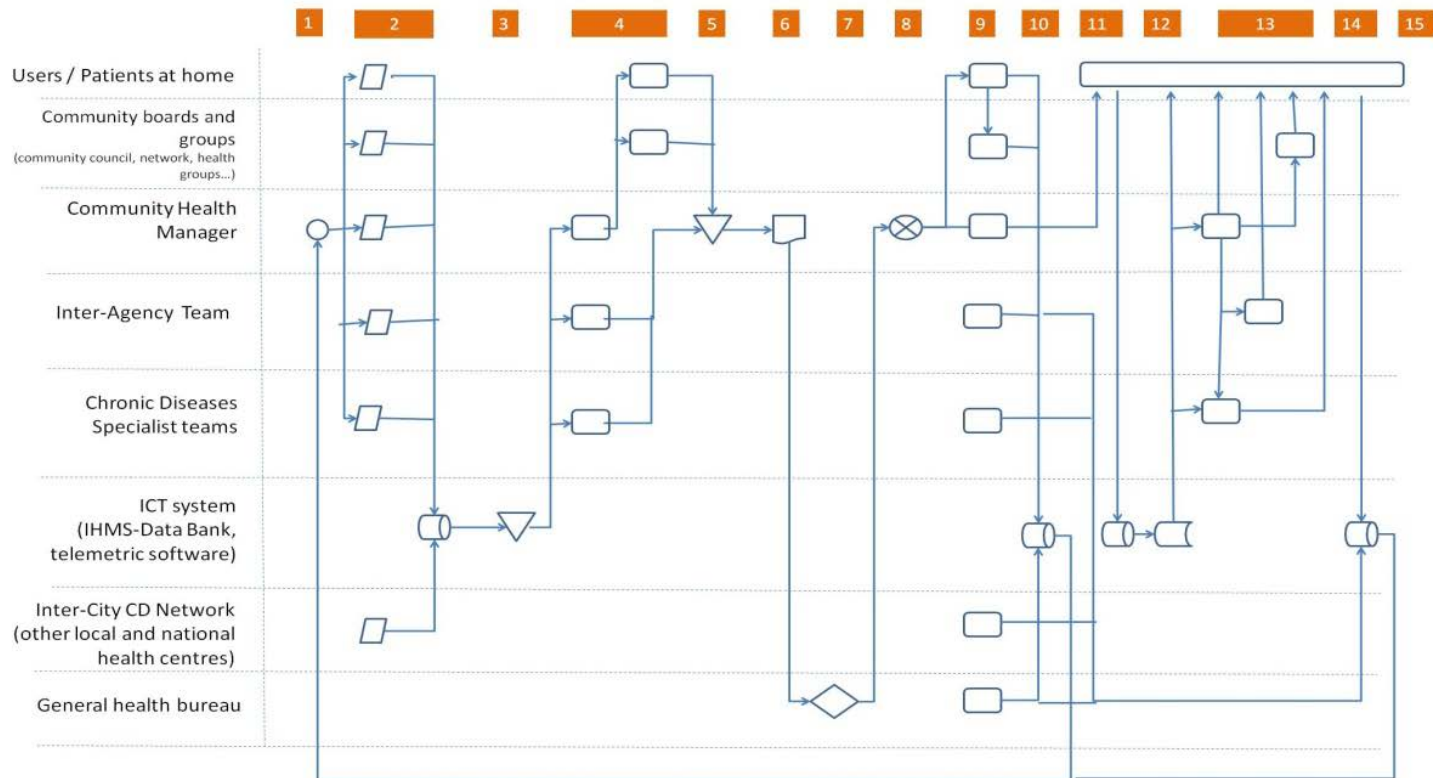 1 2 3 4 5 6 7 8 9 10 11 12 13 14 15
Users / Patients at home
Community boards and
groups
(community council, network, health
groups...)
Community Health
Manager
Inter-Agency Team
Chronic Diseases
Specialist teams
ICT system
(IHMS-Data Bank,
telemetric software)
Inter-City CD Network
(other local and national
health centres)
General health bureau